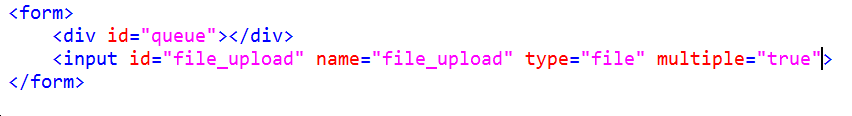 <form>
    <div id="queue"></div>
    <input id="file_upload" name="file_upload" type="file" multiple="true">
</form>